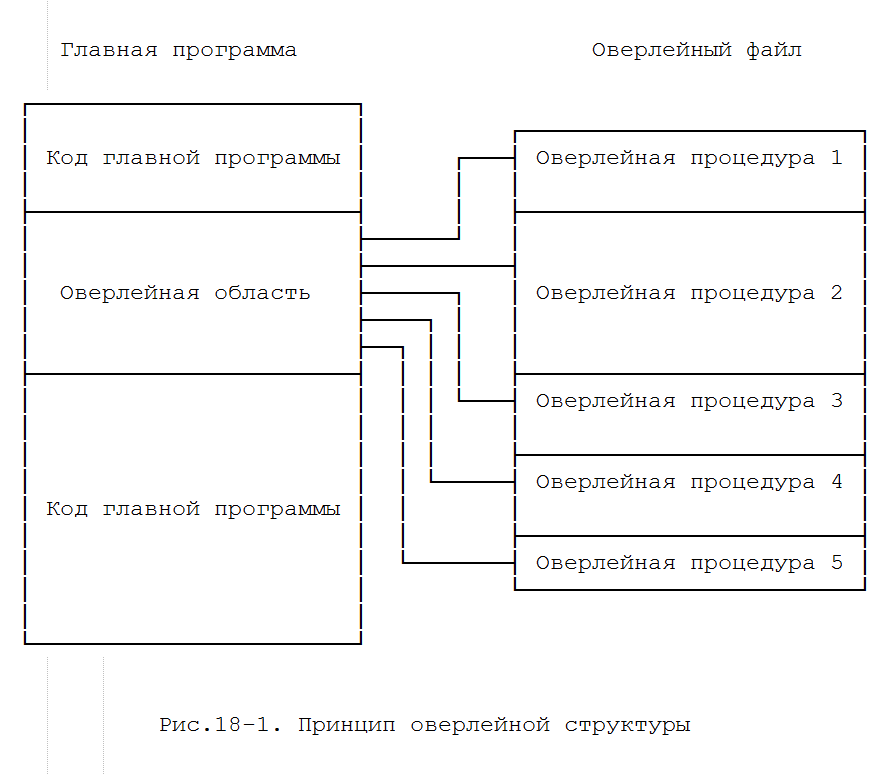 Главная программа
Оверлейный файл
Код главной программы
Оверлейная процедура 1
Оверлейная область
Оверлейная процедура 2
Оверлейная процедура 3
Оверлейная процедура 4
Код главной программы
Оверлейная процедура 5
Рис.18-1. Принцип оверлейной структуры